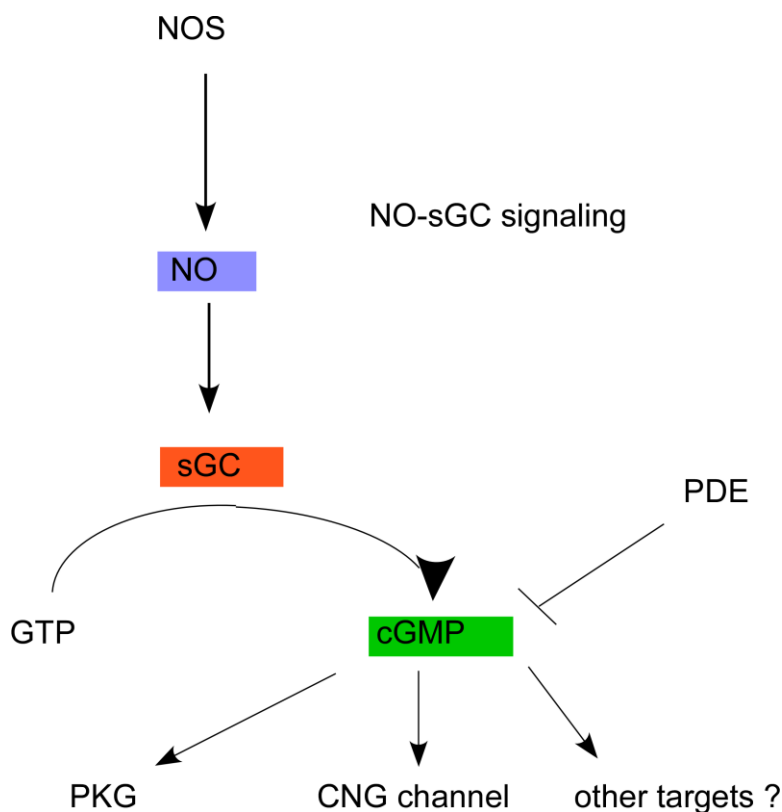 NOS
NO-sGC signaling
NO
sGC
PDE
GTP
cGMP
PKG
CNG channel
other targets ?